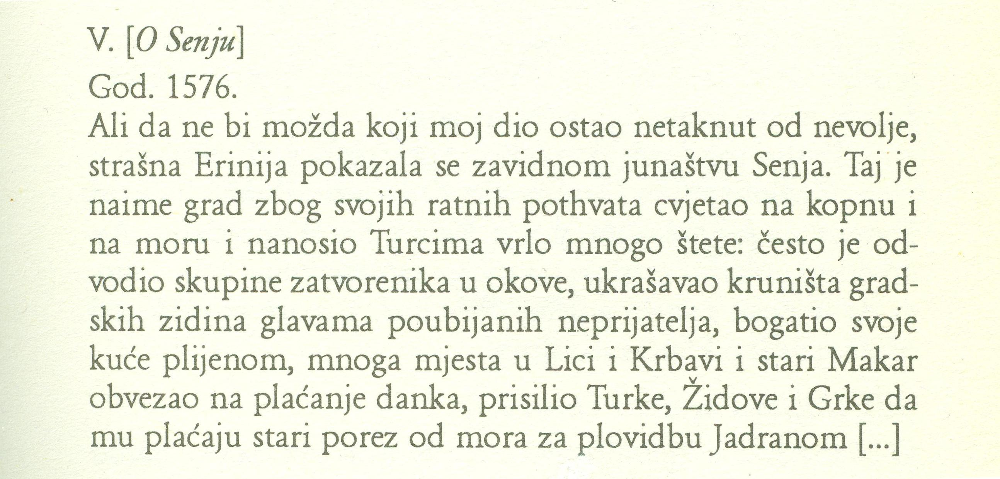 V. [O Senju]
God. 1576.
Ali da ne bi možda koji moj dio ostao netaknut od nevolje,
strašna Erinija pokazala se zavidnom junaštvu Senja. Taj je
naime grad zbog svojih ratnih pothvata cvjetao na kopnu i
na moru i nanosio Turcima vrlo mnogo štete: često je od-
vodio skupine zatvorenika u okove, ukrašavao kruništa grad-
skih zidina glavama poubijanih neprijatelja, bogatio svoje
kuće plijenom, mnoga mjesta u Lici i Krbavi i stari Makar
obvezao na plaćanje danka, prisilio Turke, Židove i Grke da
mu plaćaju stari porez od mora za plovidbu Jadranom [...]